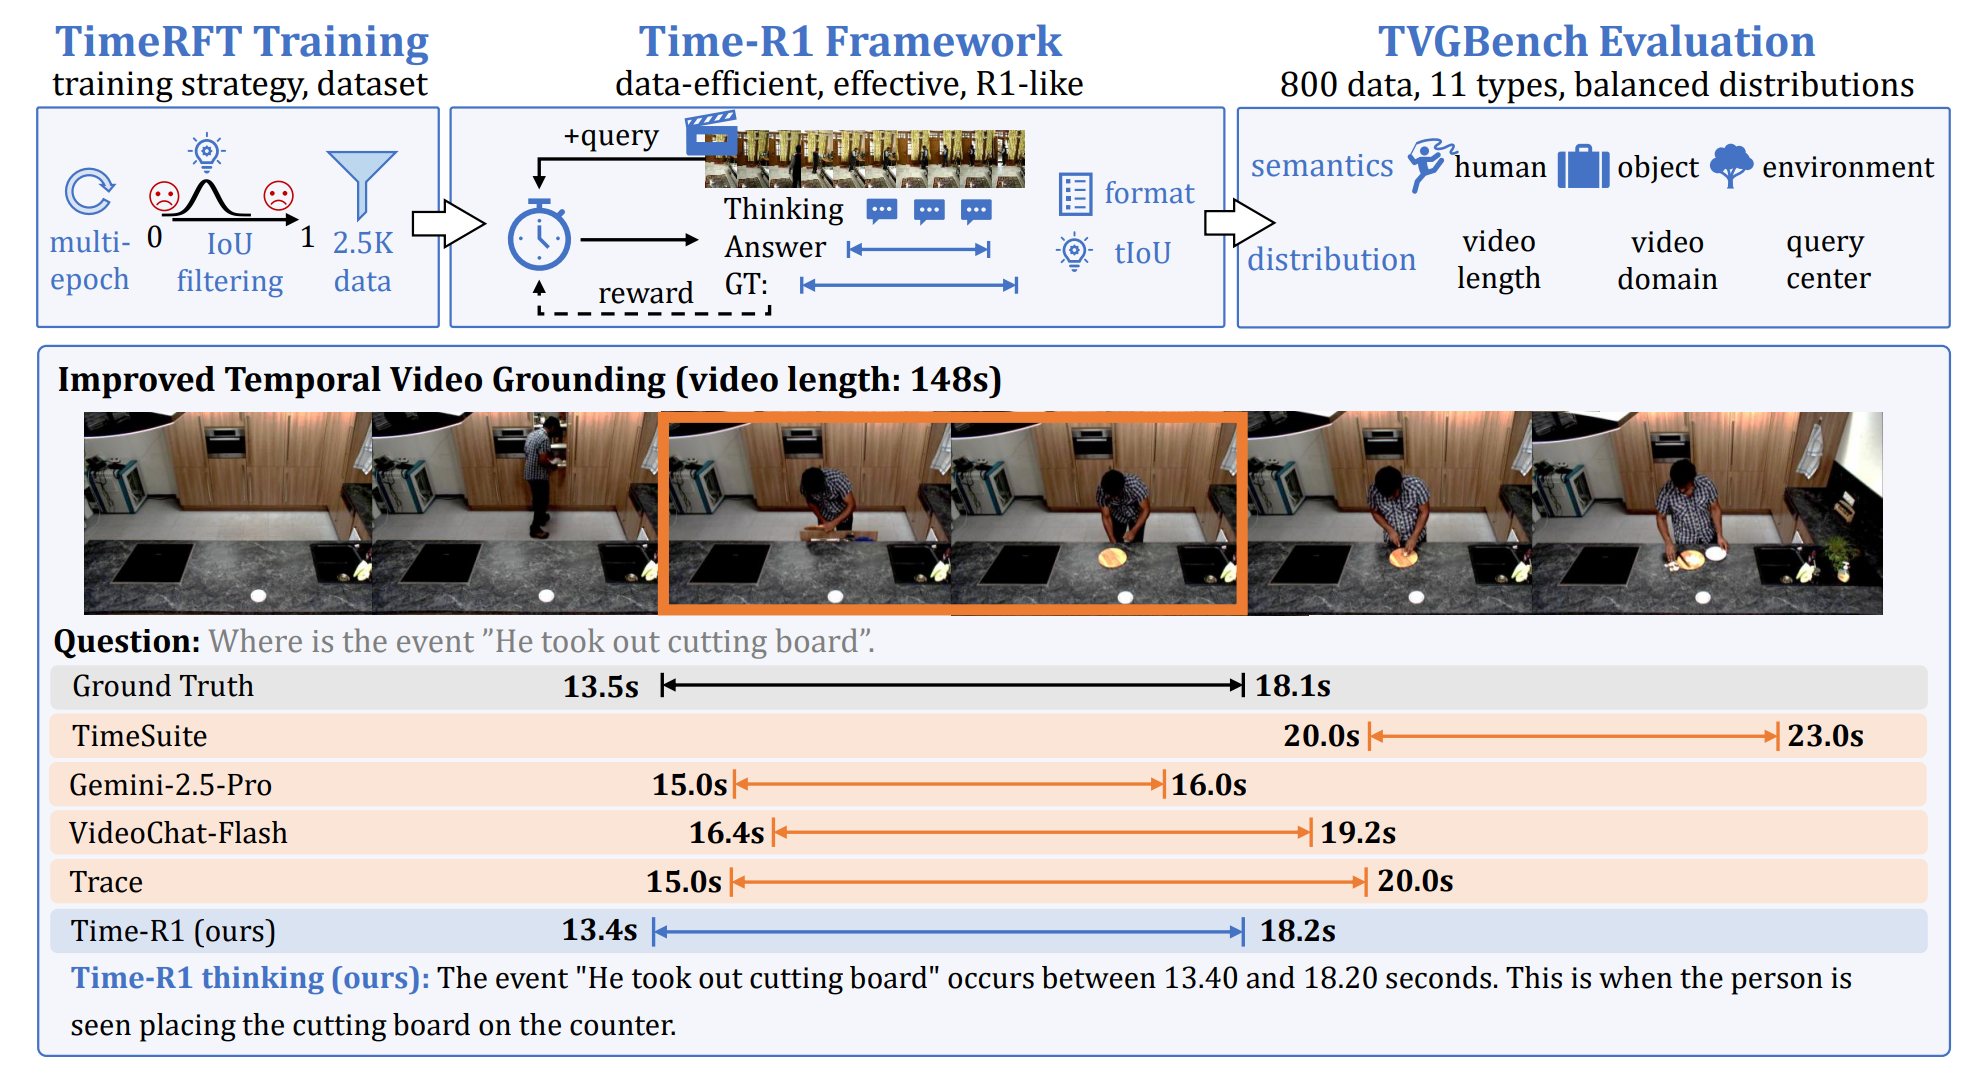 TimeRFT Training
training strategy, dataset
multi-
epoch
0
IoU
filtering
1
2.5K
data
Time-R1 Framework
data-efficient, effective, R1-like
+query
Thinking
Answer
GT:
reward
format
tIoU
TVGBench Evaluation
800 data, 11 types, balanced distributions
semantics human object environment
distribution
video
length
video
domain
query
center
Improved Temporal Video Grounding (video length: 148s)
Question: Where is the event ”He took out cutting board”.
Ground Truth 13.5s 18.1s
TimeSuite 20.0s 23.0s
Gemini-2.5-Pro 15.0s 16.0s
VideoChat-Flash 16.4s 19.2s
Trace 15.0s 20.0s
Time-R1 (ours) 13.4s 18.2s
Time-R1 thinking (ours): The event "He took out cutting board" occurs between 13.40 and 18.20 seconds. This is when the person is
seen placing the cutting board on the counter.